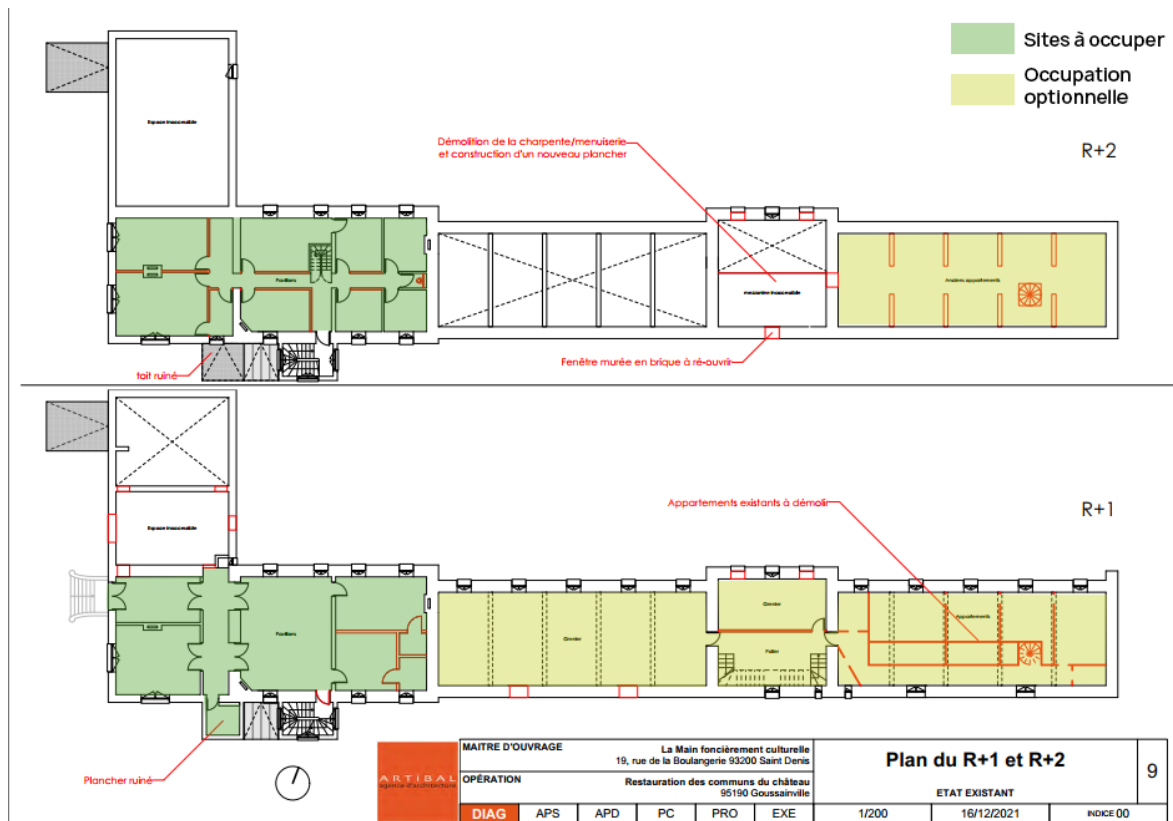 Sites à occuper
Occupation
optionnelle
R+2
Espace inaccessible
Démolition de la charpente/menuiserie
et construction d'un nouveau plancher
Pavillons
mezzanine inaccessible
Anciens appartements
toit ruiné
Fenêtre murée en brique à ré-ouvrir
R+1
Appartements existants à démolir
Espace inaccessible
Pavillons
Grenier
Grenier
Palier
Appartements
Plancher ruiné
ARTIBAL
agence d'architecture
MAITRE D'OUVRAGE
La Main foncièrement culturelle
19, rue de la Boulangerie 93200 Saint Denis
OPÉRATION
Restauration des communs du château
95190 Goussainville
Plan du R+1 et R+2
ETAT EXISTANT
9
DIAG APS APD PC PRO EXE 1/200 16/12/2021 INDICE 00